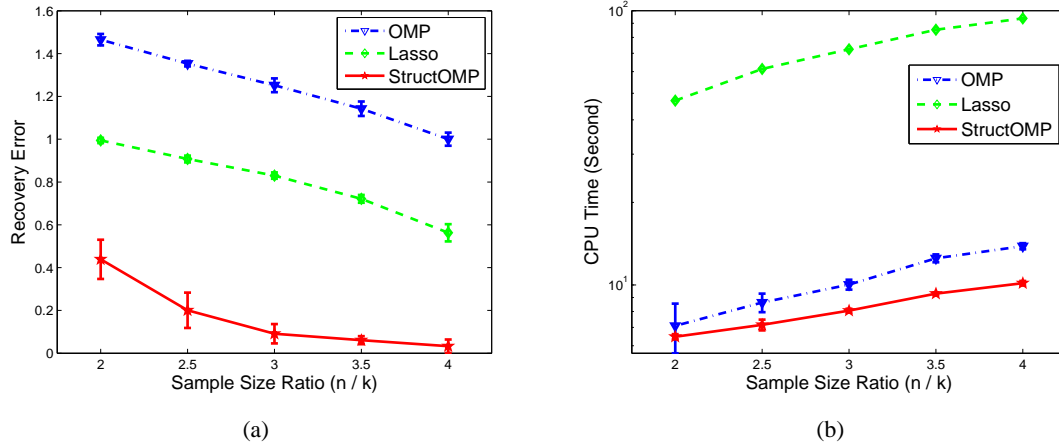 1.6
1.4
1.2
1
0.8
0.6
0.4
0.2
0
2
2.5
3
3.5
4
Recovery Error
Sample Size Ratio (n / k)
OMP
Lasso
StructOMP
(a)
10^2
10^1
2
2.5
3
3.5
4
CPU Time (Second)
Sample Size Ratio (n / k)
OMP
Lasso
StructOMP
(b)